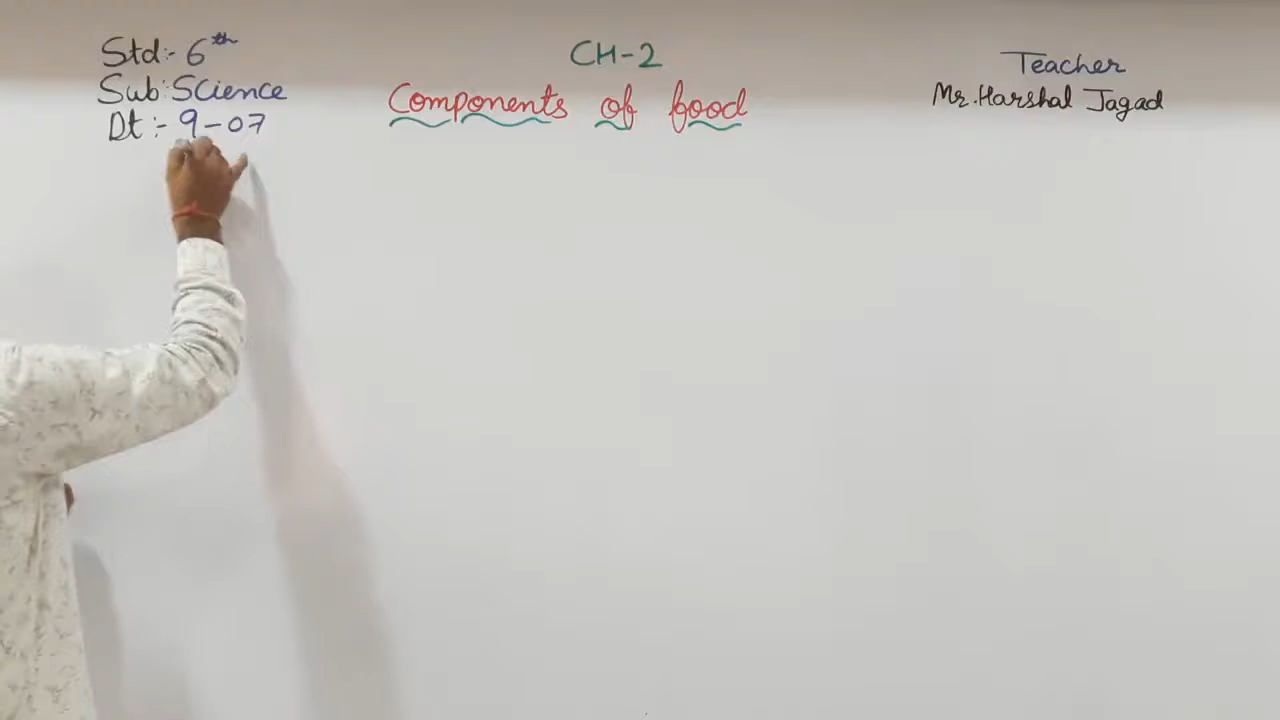 Std:- 6th
Sub:Science
Dt :- 9-07
CH-2
Components of food
Teacher
Mr.Harshal Jagad